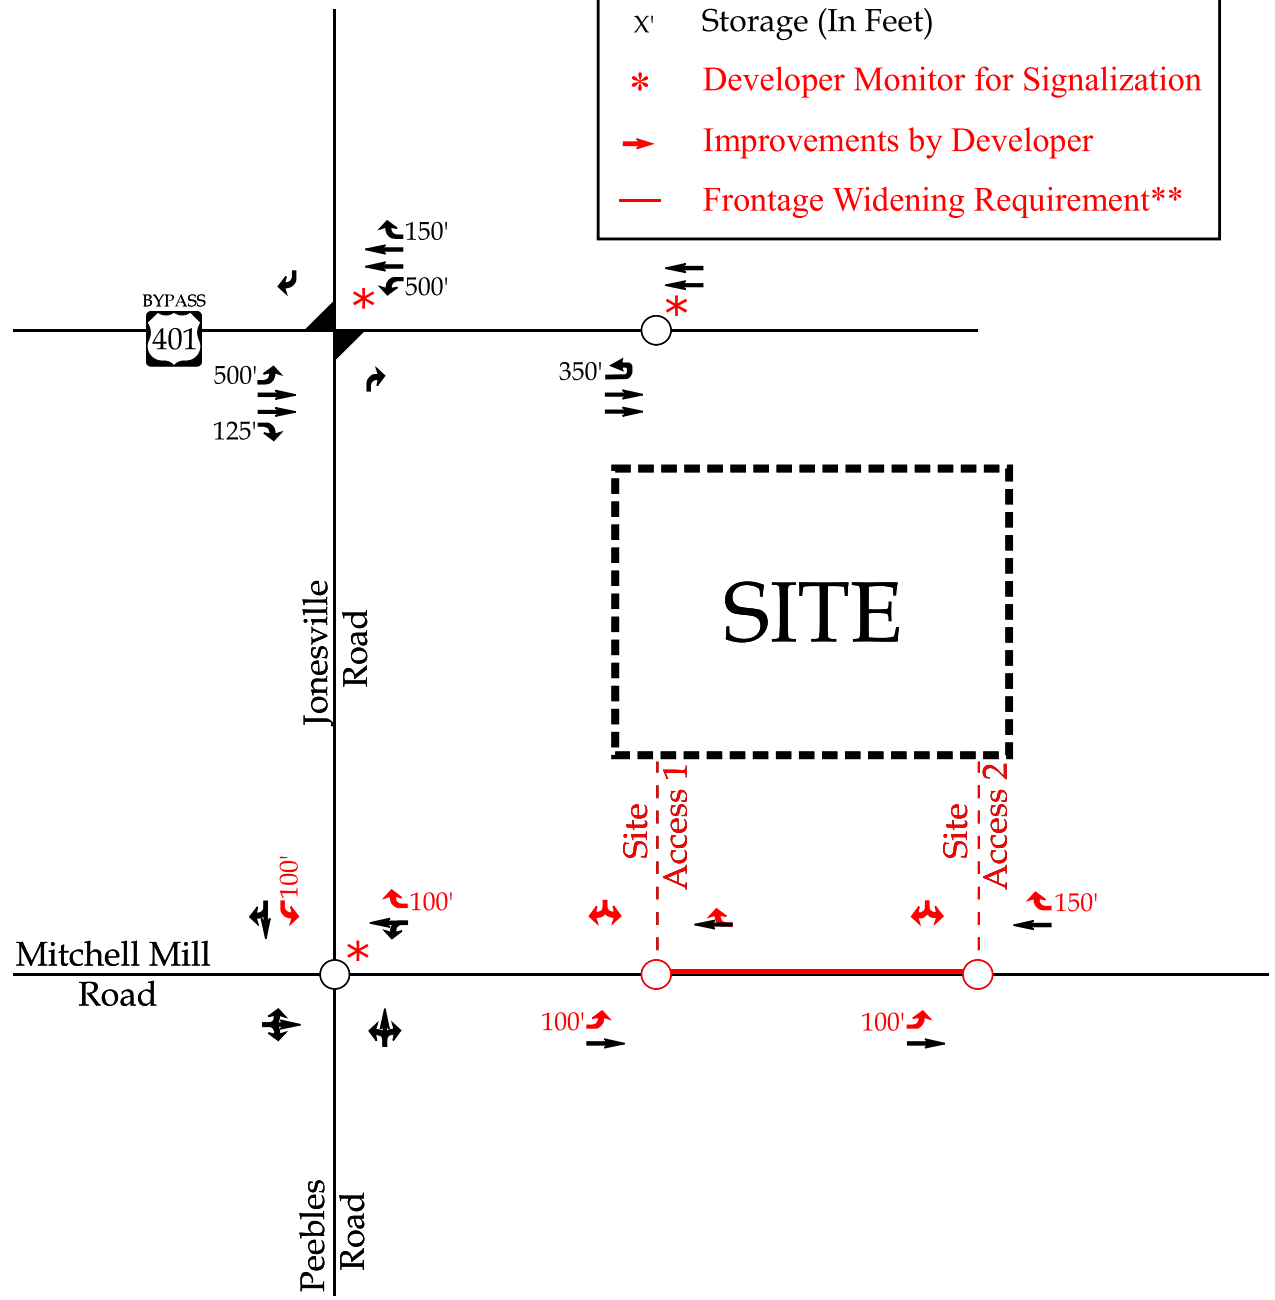 X'
Storage (In Feet)
*
Developer Monitor for Signalization
Improvements by Developer
Frontage Widening Requirement**
150'
500'
*
*
BYPASS
401
500'
125'
350'
SITE
Jonesville
Road
Site
Access 1
Site
Access 2
100'
100'
150'
*
Mitchell Mill
Road
100'
100'
Peebles
Road